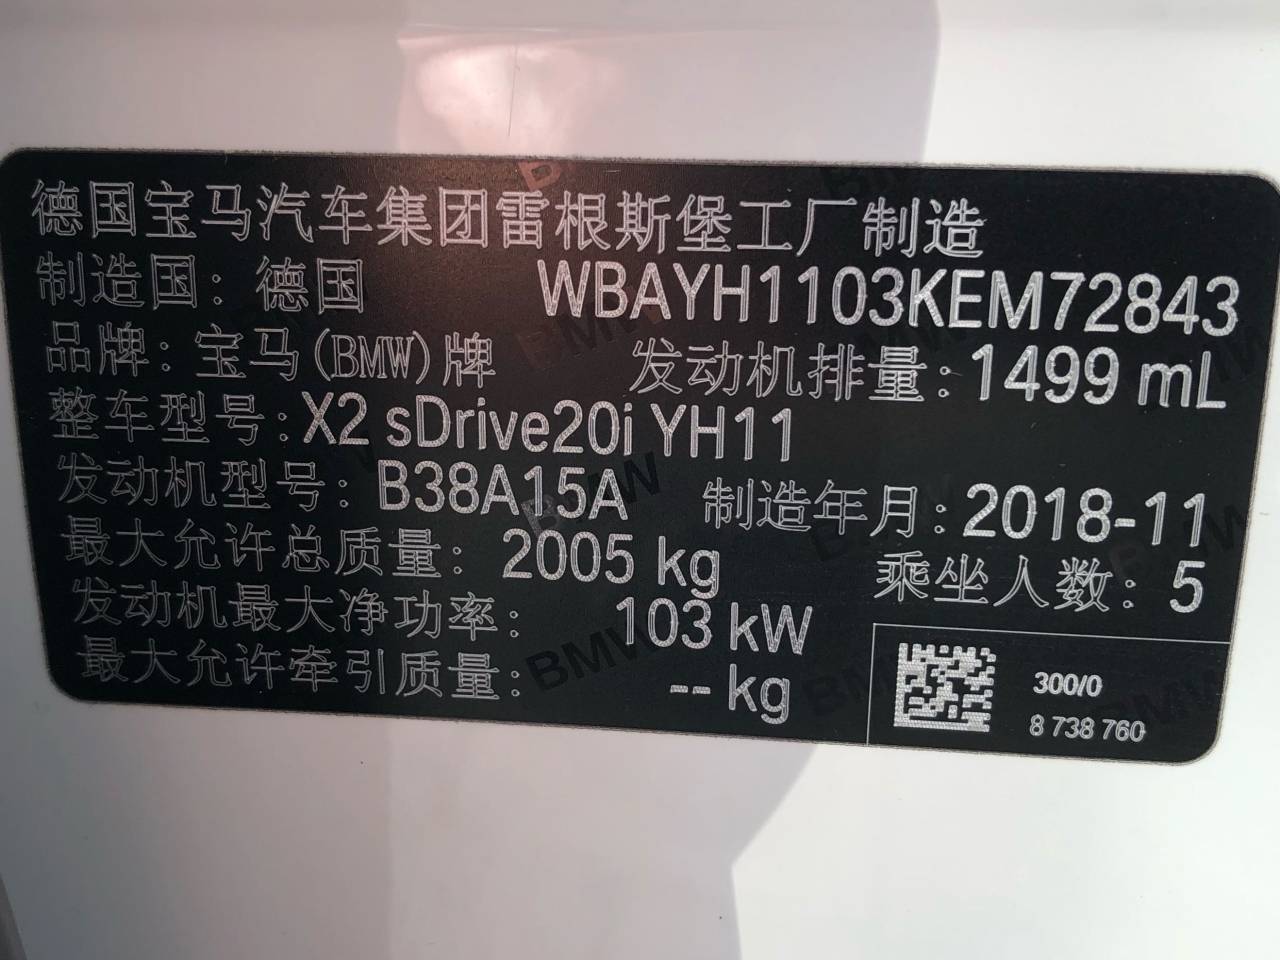 德国宝马汽车集团雷根斯堡工厂制造
制造国：德国 WBAYH1103KEM72843
品牌：宝马(BMW)牌 发动机排量：1499 mL
整车型号：X2 sDrive20i YH11
发动机型号：B38A15A 制造年月：2018-11
最大允许总质量：2005 kg 乘坐人数：5
发动机最大净功率：103 kW
最大允许牵引质量：-- kg
300/0
8 738 760